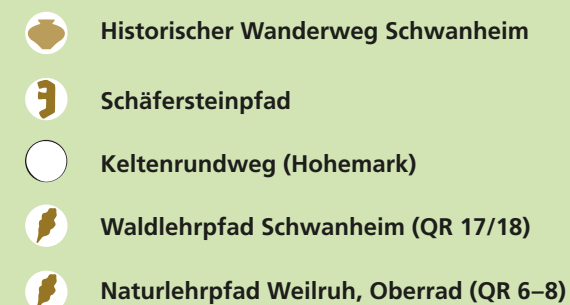 Historischer Wanderweg Schwanheim
Schäfersteinpfad
Keltenrundweg (Hohemark)
Waldlehrpfad Schwanheim (QR 17/18)
Naturlehrpfad Weilruh, Oberrad (QR 6–8)